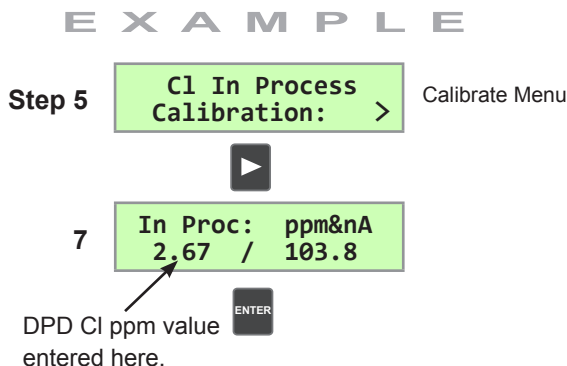 EXAMPLE
Step 5
Cl In Process
Calibration: >
Calibrate Menu
7
In Proc: ppm&nA
2.67 / 103.8
ENTER
DPD Cl ppm value
entered here.